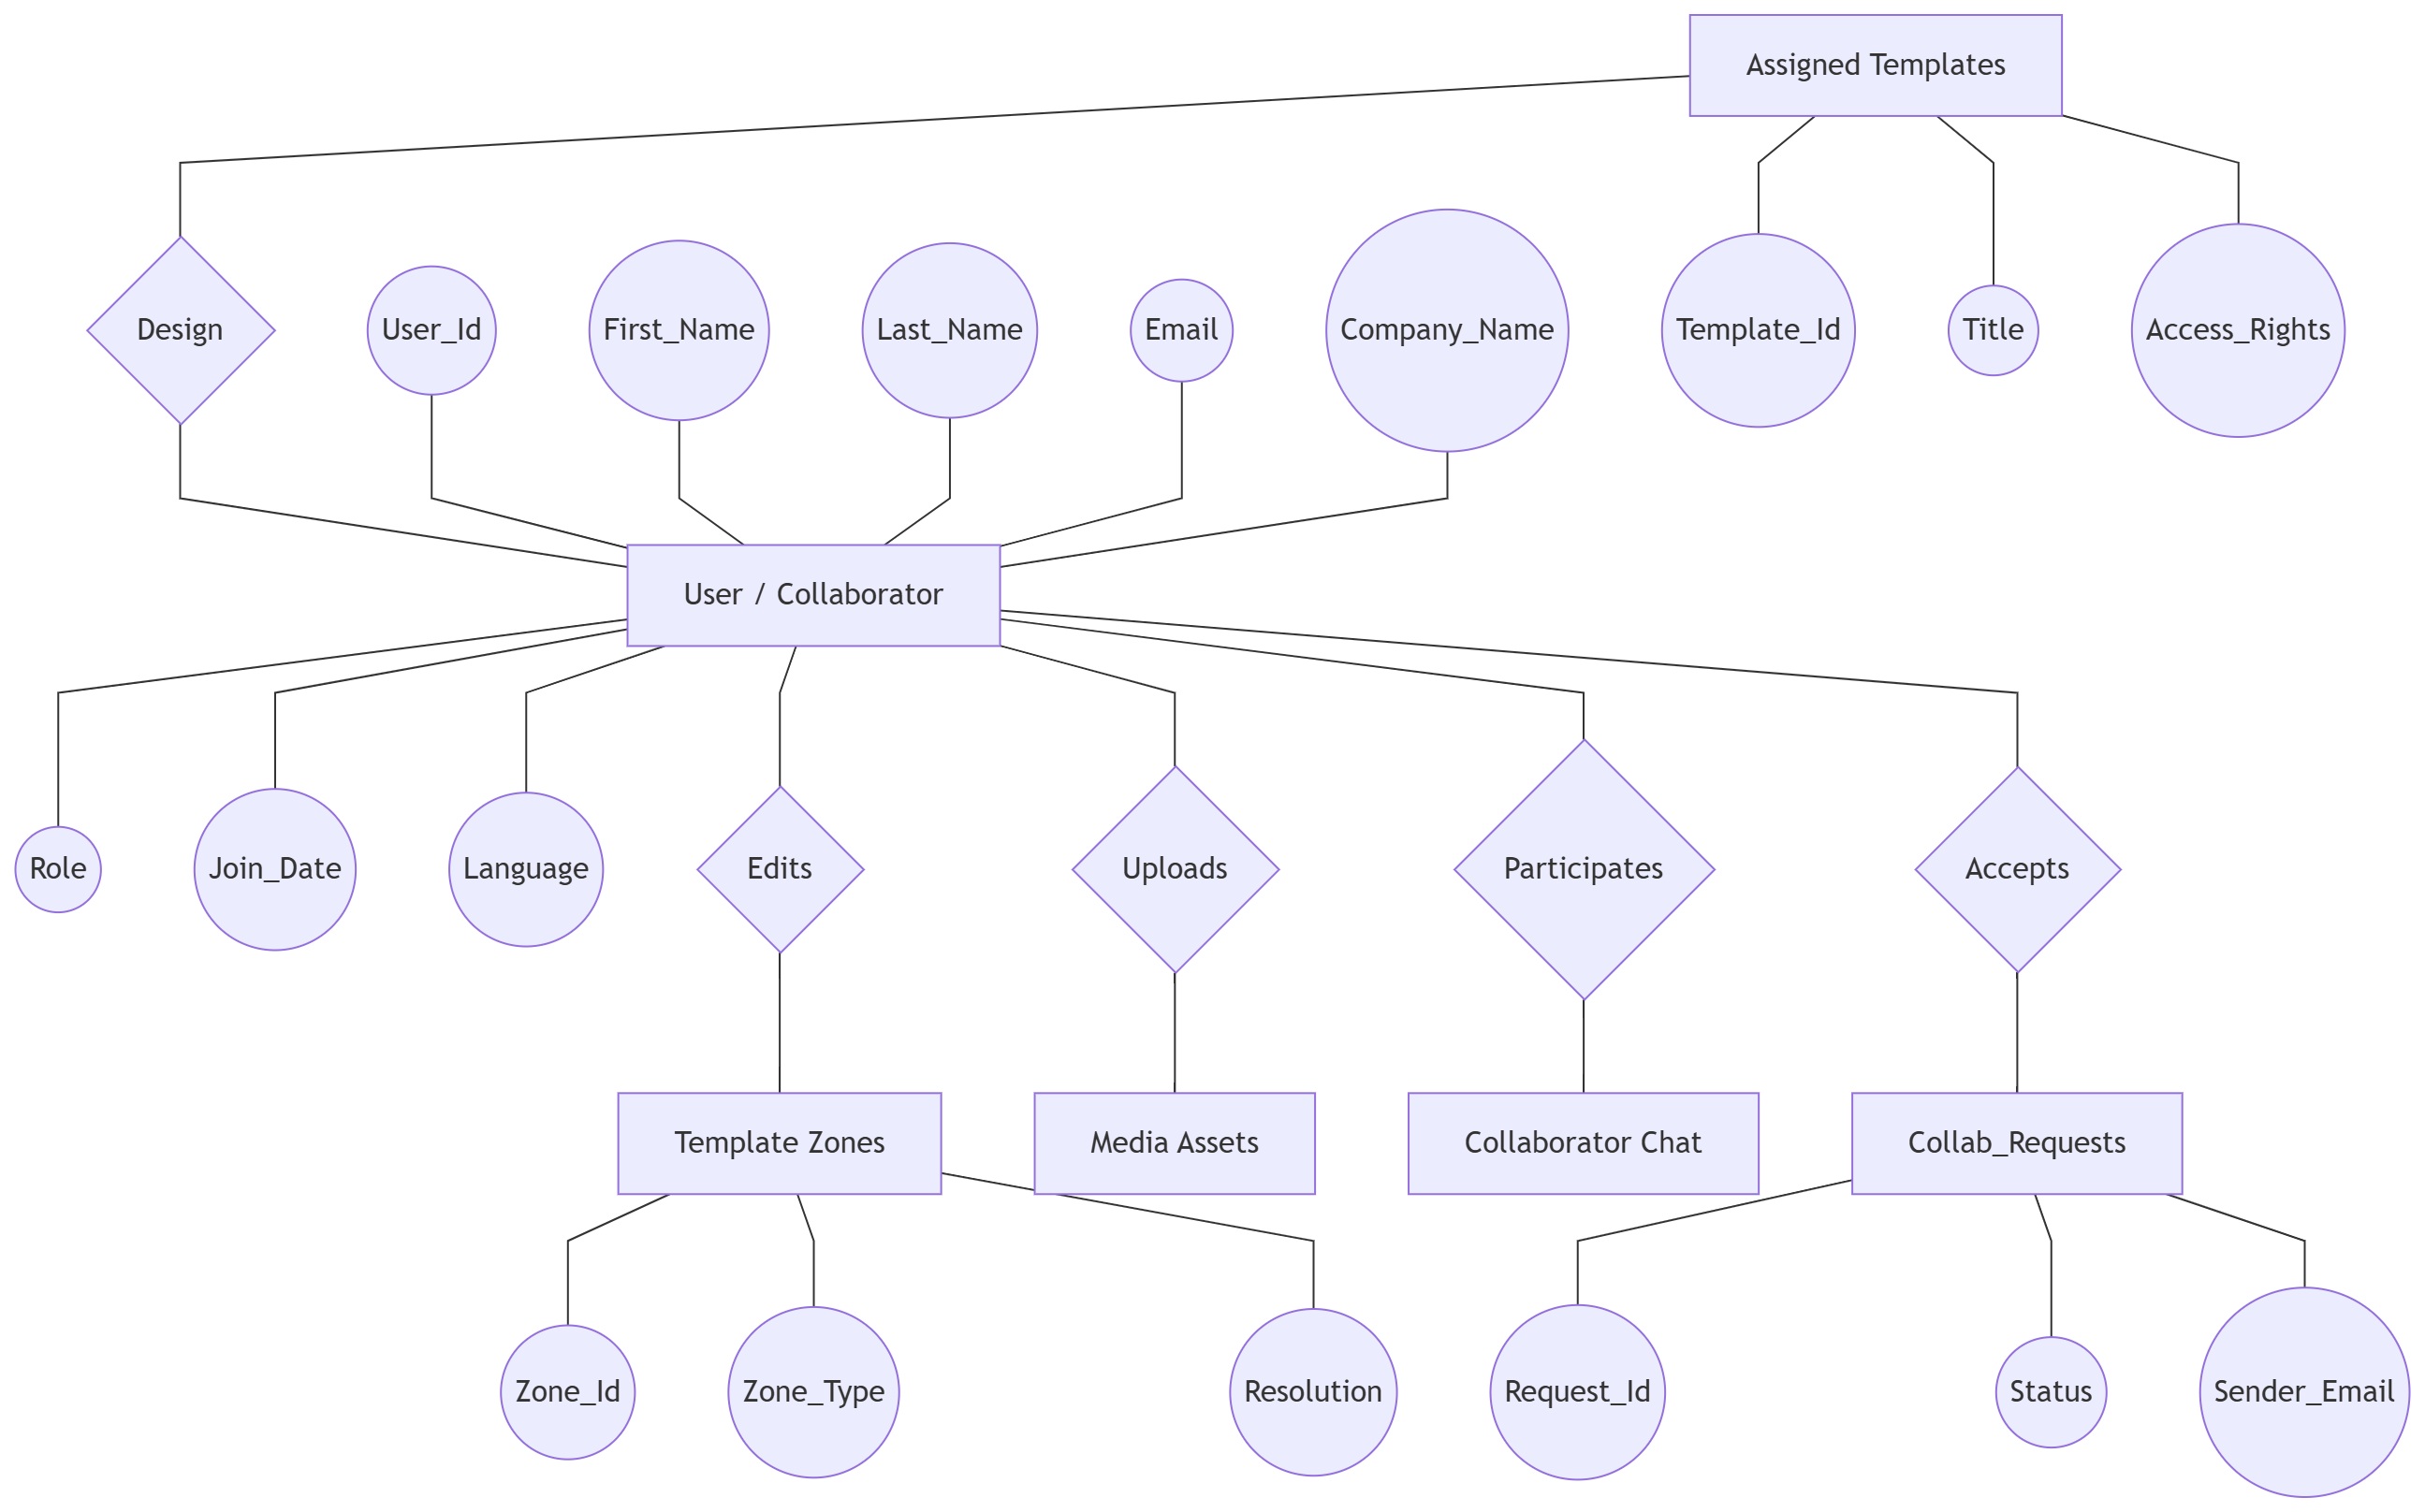 Assigned Templates
Design
User_Id
First_Name
Last_Name
Email
Company_Name
Template_Id
Title
Access_Rights
User / Collaborator
Role
Join_Date
Language
Edits
Uploads
Participates
Accepts
Template Zones
Media Assets
Collaborator Chat
Collab_Requests
Zone_Id
Zone_Type
Resolution
Request_Id
Status
Sender_Email